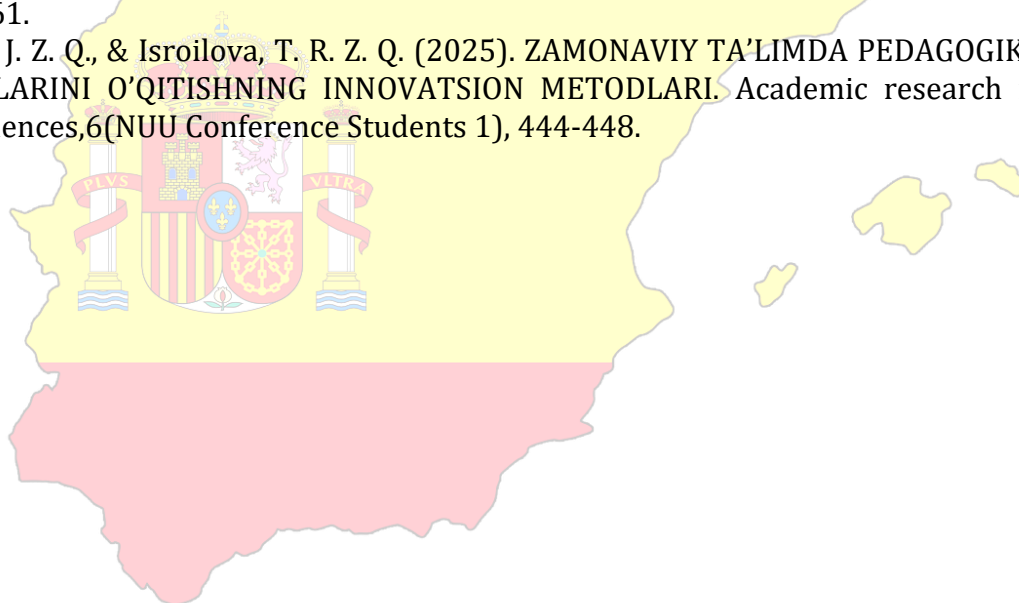 51.
J. Z. Q., & Isroilova, T. R. Z. Q. (2025). ZAMONAVIY TA’LIMDA PEDAGOGIK
LARINI O’QITISHNING INNOVATSION METODLARI. Academic research
ences,6(NUU Conference Students 1), 444-448.
PLVS VLTRA